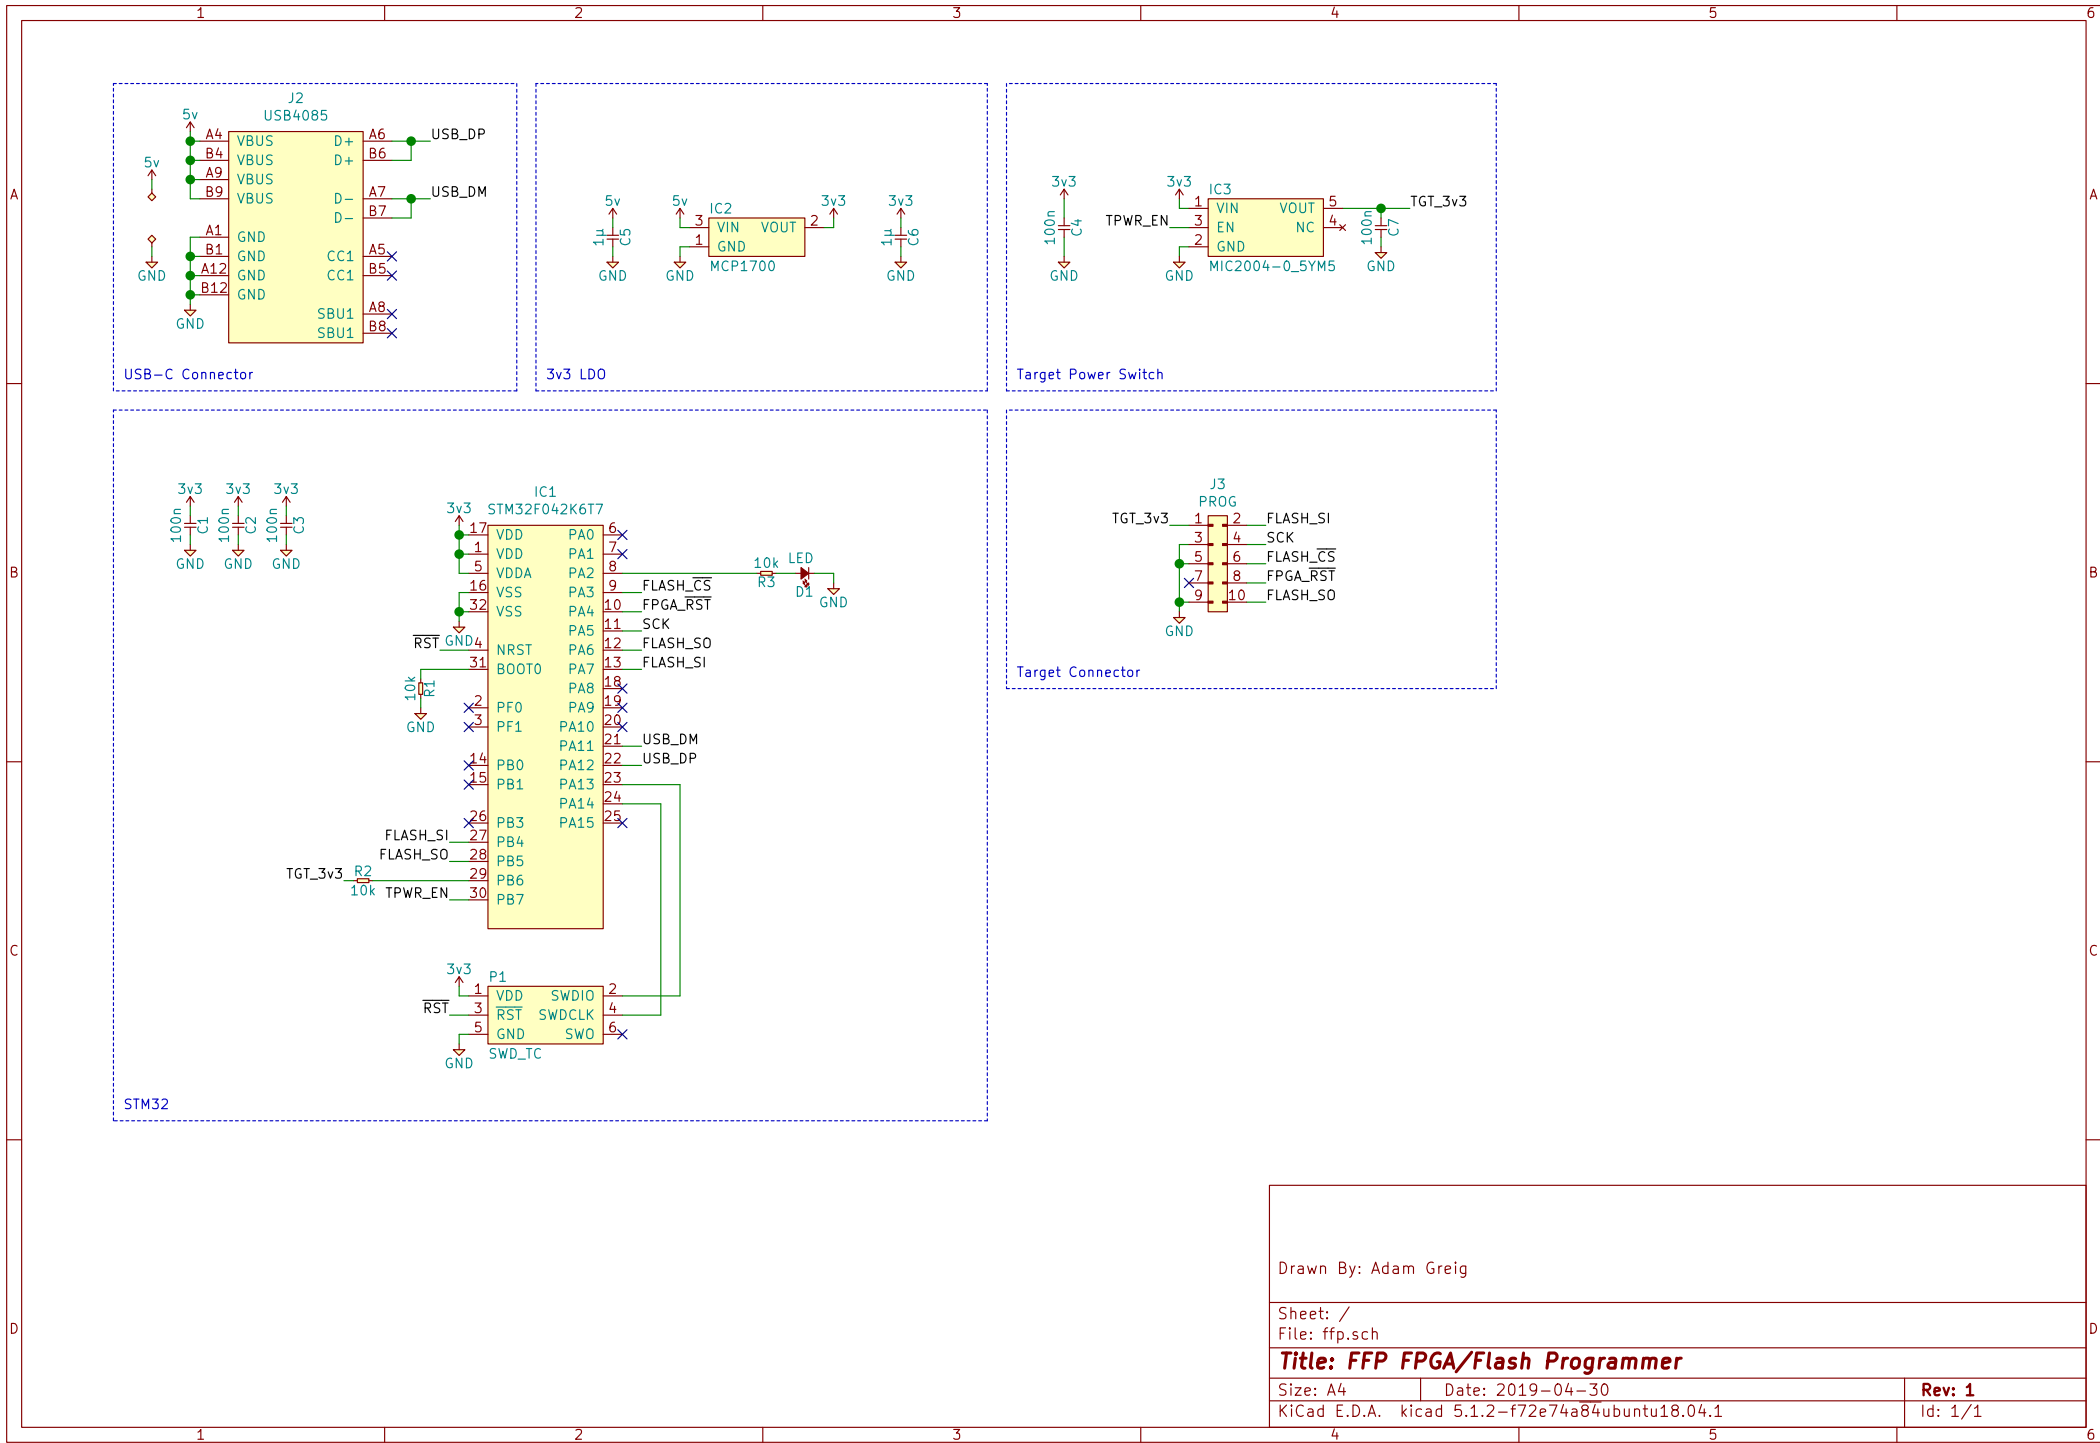 1 2 3 4 5 6
A
B
C
D
A
B
C
D
1 2 3 4 5 6
J2
USB4085
5v
5v
GND
GND
A4 VBUS
B4 VBUS
A9 VBUS
B9 VBUS
A1 GND
B1 GND
A12 GND
B12 GND
D+ A6 USB_DP
D+ B6
D- A7 USB_DM
D- B7
CC1 A5
CC1 B5
SBU1 A8
SBU1 B8
USB-C Connector
5v
1µ C5
GND
5v
IC2
3 VIN VOUT 2
1 GND
MCP1700
GND
3v3
3v3
1µ C6
GND
3v3 LDO
3v3
100n C4
GND
3v3
IC3
1 VIN VOUT 5 TGT_3v3
TPWR_EN 3 EN NC 4
2 GND
MIC2004-0_5YM5
GND
100n C7
GND
Target Power Switch
3v3 3v3 3v3
100n C1 100n C2 100n C3
GND GND GND
IC1
STM32F042K6T7
3v3
17 VDD PA0 6
1 VDD PA1 7
5 VDDA PA2 8
10k
R3
LED
D1
GND
16 VSS PA3 9 FLASH_CS
32 VSS PA4 10 FPGA_RST
PA5 11 SCK
GND
RST 4 NRST PA6 12 FLASH_SO
31 BOOT0 PA7 13 FLASH_SI
10k R1
GND
PA8 18
2 PF0 PA9 19
3 PF1 PA10 20
PA11 21 USB_DM
14 PB0 PA12 22 USB_DP
15 PB1 PA13 23
PA14 24
26 PB3 PA15 25
FLASH_SI 27 PB4
FLASH_SO 28 PB5
TGT_3v3 R2 29 PB6
10k
TPWR_EN 30 PB7
3v3
P1
1 VDD SWDIO 2
RST 3 RST SWDCLK 4
5 GND SWO 6
SWD_TC
GND
STM32
J3
PROG
TGT_3v3 1 2 FLASH_SI
3 4 SCK
5 6 FLASH_CS
7 8 FPGA_RST
9 10 FLASH_SO
GND
Target Connector
Drawn By: Adam Greig
Sheet: /
File: ffp.sch
Title: FFP FPGA/Flash Programmer
Size: A4 Date: 2019-04-30 Rev: 1
KiCad E.D.A. kicad 5.1.2-f72e74a84ubuntu18.04.1 Id: 1/1